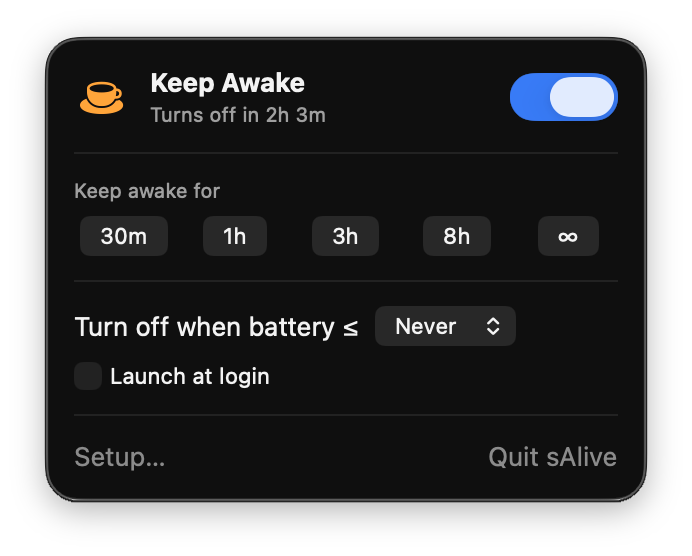 Keep Awake
Turns off in 2h 3m
Keep awake for
30m 1h 3h 8h ∞
Turn off when battery ≤ Never
Launch at login
Setup... Quit sAlive